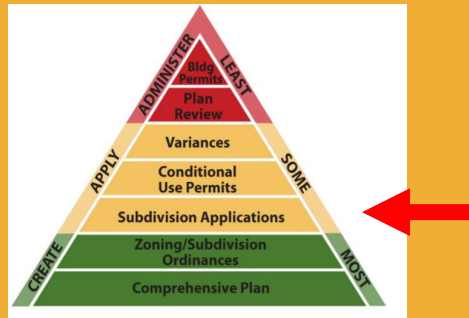 ADMINISTER
LEAST
Bldg
Permits
Plan
Review
APPLY
SOME
Variances
Conditional
Use Permits
Subdivision Applications
CREATE
MOST
Zoning/Subdivision
Ordinances
Comprehensive Plan